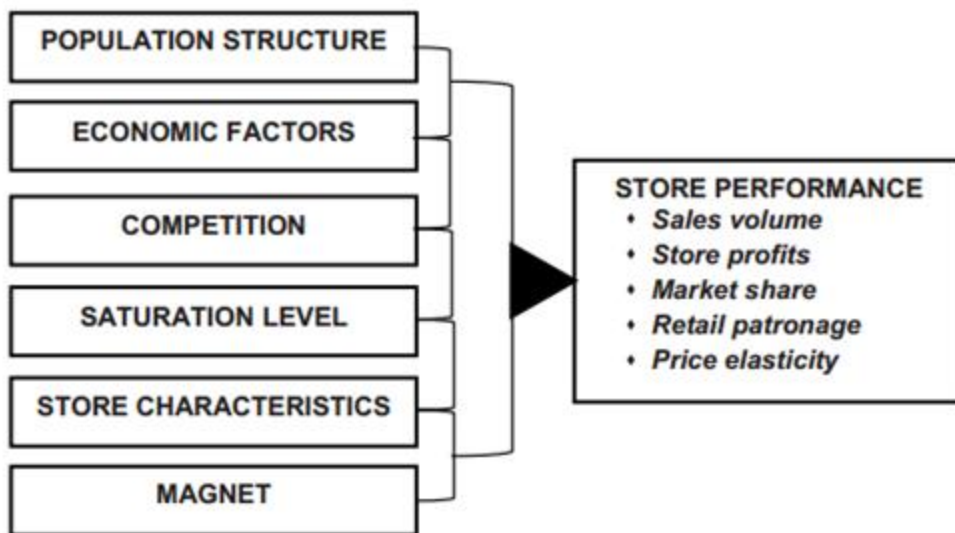 POPULATION STRUCTURE
ECONOMIC FACTORS
COMPETITION
SATURATION LEVEL
STORE CHARACTERISTICS
MAGNET
STORE PERFORMANCE
♦ Sales volume
♦ Store profits
♦ Market share
♦ Retail patronage
♦ Price elasticity